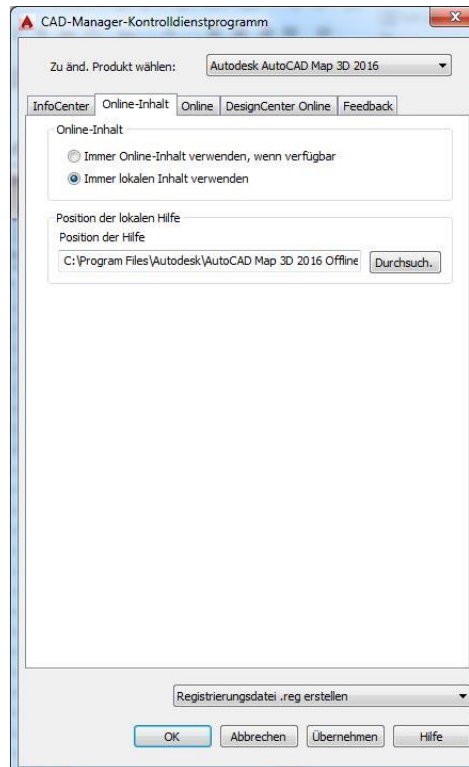 CAD-Manager-Kontrolldienstprogramm
Zu änd. Produkt wählen: Autodesk AutoCAD Map 3D 2016
InfoCenter Online-Inhalt Online DesignCenter Online Feedback
Online-Inhalt
Immer Online-Inhalt verwenden, wenn verfügbar
Immer lokalen Inhalt verwenden
Position der lokalen Hilfe
Position der Hilfe
C:\Program Files\Autodesk\AutoCAD Map 3D 2016 Offline Durchsuch.
Registrierungsdatei .reg erstellen
OK Abbrechen Übernehmen Hilfe